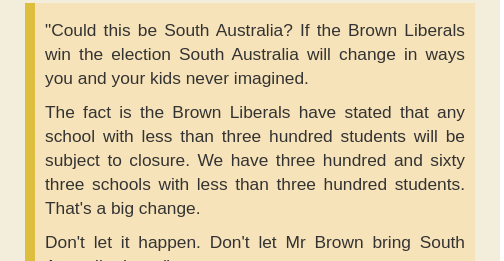 "Could this be South Australia? If the Brown Liberals
win the election South Australia will change in ways
you and your kids never imagined.
The fact is the Brown Liberals have stated that any
school with less than three hundred students will be
subject to closure. We have three hundred and sixty
three schools with less than three hundred students.
That's a big change.
Don't let it happen. Don't let Mr Brown bring South